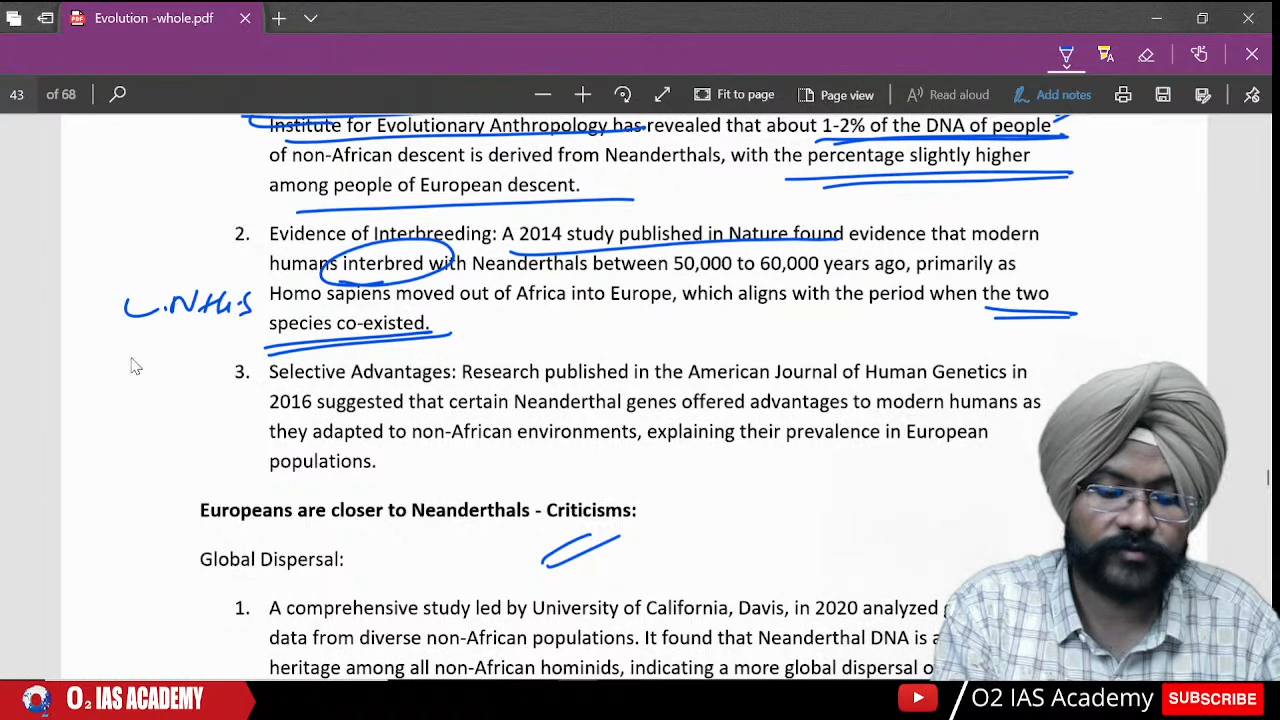 Evolution -whole.pdf
43 of 68 Fit to page Page view Read aloud Add notes
Institute for Evolutionary Anthropology has revealed that about 1-2% of the DNA of people
of non-African descent is derived from Neanderthals, with the percentage slightly higher
among people of European descent.
2. Evidence of Interbreeding: A 2014 study published in Nature found evidence that modern
humans interbred with Neanderthals between 50,000 to 60,000 years ago, primarily as
Homo sapiens moved out of Africa into Europe, which aligns with the period when the two
species co-existed.
3. Selective Advantages: Research published in the American Journal of Human Genetics in
2016 suggested that certain Neanderthal genes offered advantages to modern humans as
they adapted to non-African environments, explaining their prevalence in European
populations.
Europeans are closer to Neanderthals - Criticisms:
Global Dispersal:
1. A comprehensive study led by University of California, Davis, in 2020 analyzed
data from diverse non-African populations. It found that Neanderthal DNA is
heritage among all non-African hominids, indicating a more global dispersal
O2 IAS ACADEMY
O2 IAS Academy SUBSCRIBE